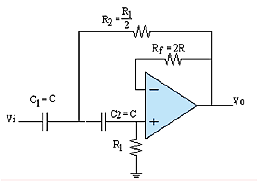 R2 = R1/2
Rf = 2R
C1 = C
C2 = C
Vi
Vo
−
+
R1